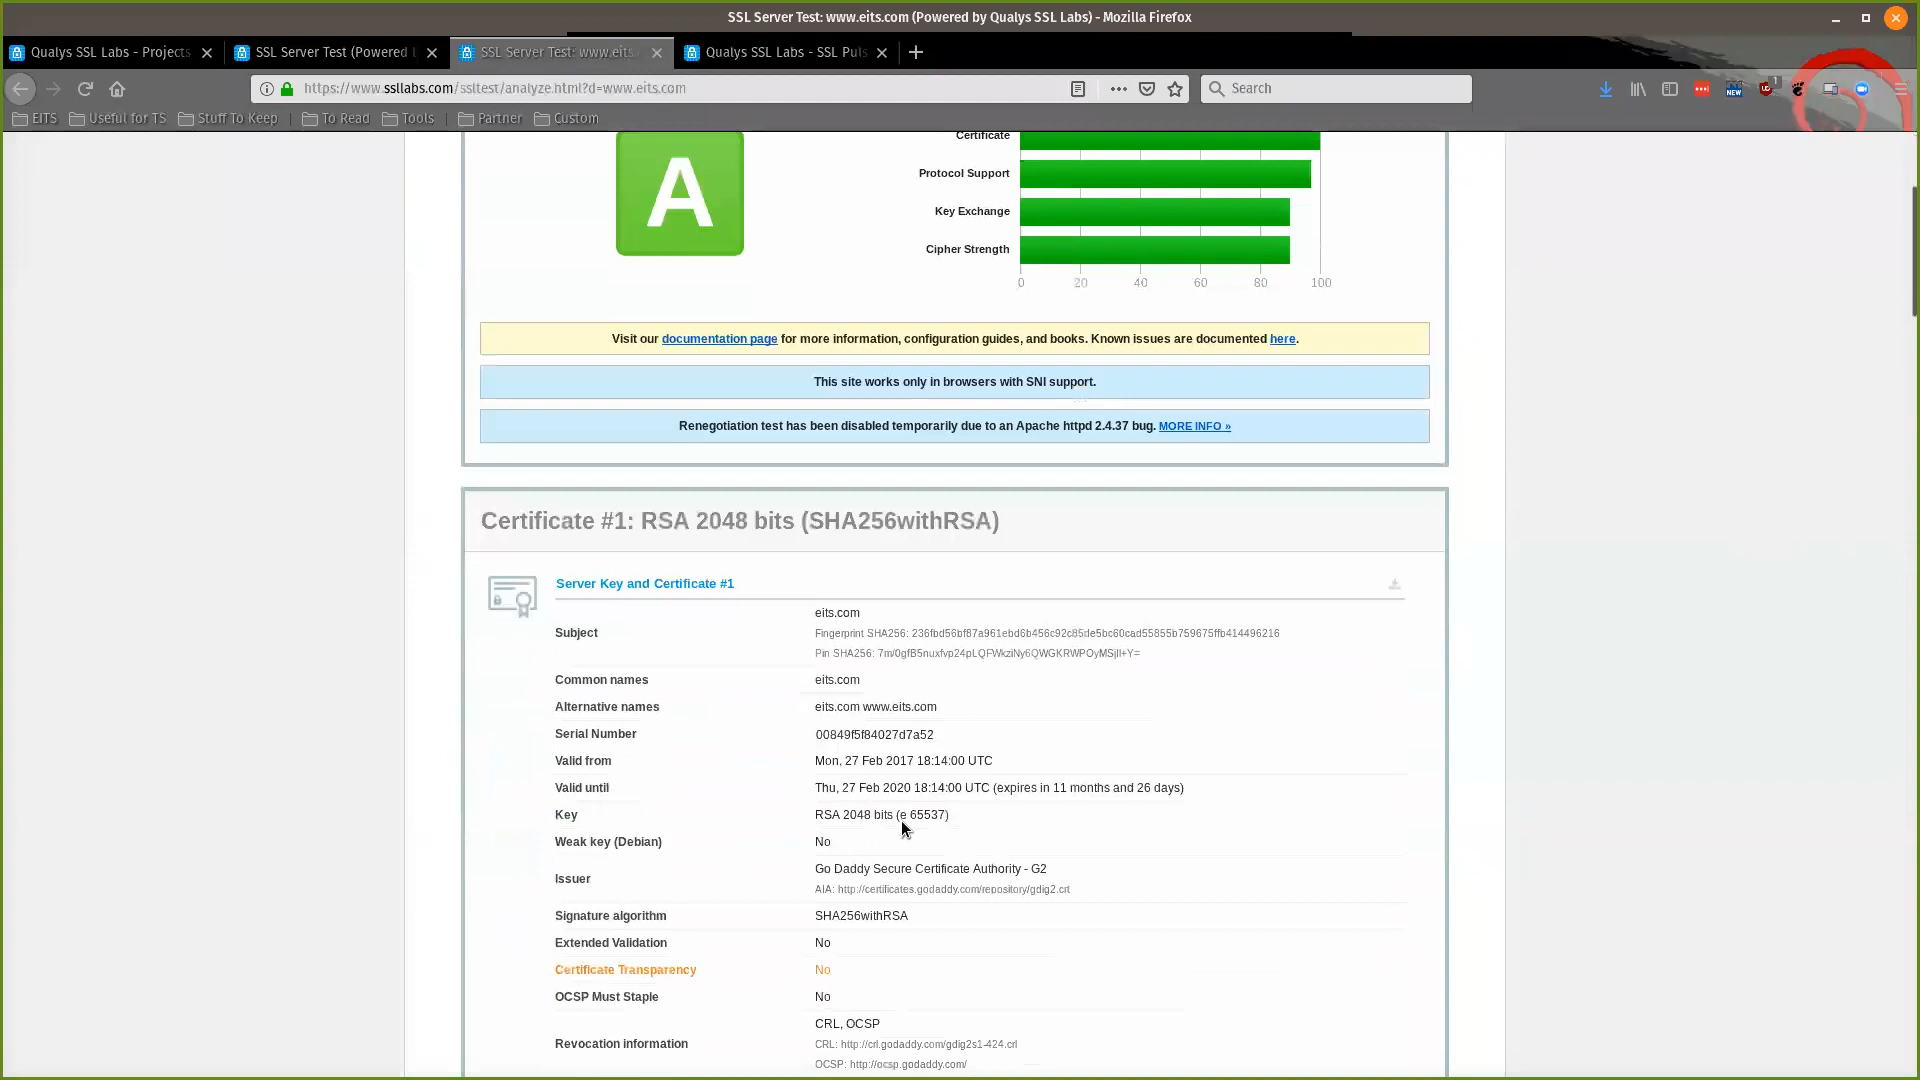 SSL Server Test: www.eits.com (Powered by Qualys SSL Labs) - Mozilla Firefox
Qualys SSL Labs - Projects
SSL Server Test (Powered
SSL Server Test: www.eits
Qualys SSL Labs - SSL Puls
https://www.ssllabs.com/ssltest/analyze.html?d=www.eits.com
Search
NEW
1
EITS
Useful for TS
Stuff To Keep
To Read
Tools
Partner
Custom
A
Certificate
Protocol Support
Key Exchange
Cipher Strength
0 20 40 60 80 100
Visit our documentation page for more information, configuration guides, and books. Known issues are documented here.
This site works only in browsers with SNI support.
Renegotiation test has been disabled temporarily due to an Apache httpd 2.4.37 bug. MORE INFO »
Certificate #1: RSA 2048 bits (SHA256withRSA)
Server Key and Certificate #1
Subject
eits.com
Fingerprint SHA256: 236fbd56bf87a961ebd6b456c92c85de5bc60cad55855b759675ffb414496216
Pin SHA256:
Common names eits.com
Alternative names eits.com www.eits.com
Serial Number 00849f5f84027d7a52
Valid from Mon, 27 Feb 2017 18:14:00 UTC
Valid until Thu, 27 Feb 2020 18:14:00 UTC (expires in 11 months and 26 days)
Key RSA 2048 bits (e 65537)
Weak key (Debian) No
Issuer
Go Daddy Secure Certificate Authority - G2
AIA: http://certificates.godaddy.com/repository/gdig2.crt
Signature algorithm SHA256withRSA
Extended Validation No
Certificate Transparency No
OCSP Must Staple No
Revocation information
CRL, OCSP
CRL: http://crl.godaddy.com/gdig2s1-424.crl
OCSP: http://ocsp.godaddy.com/